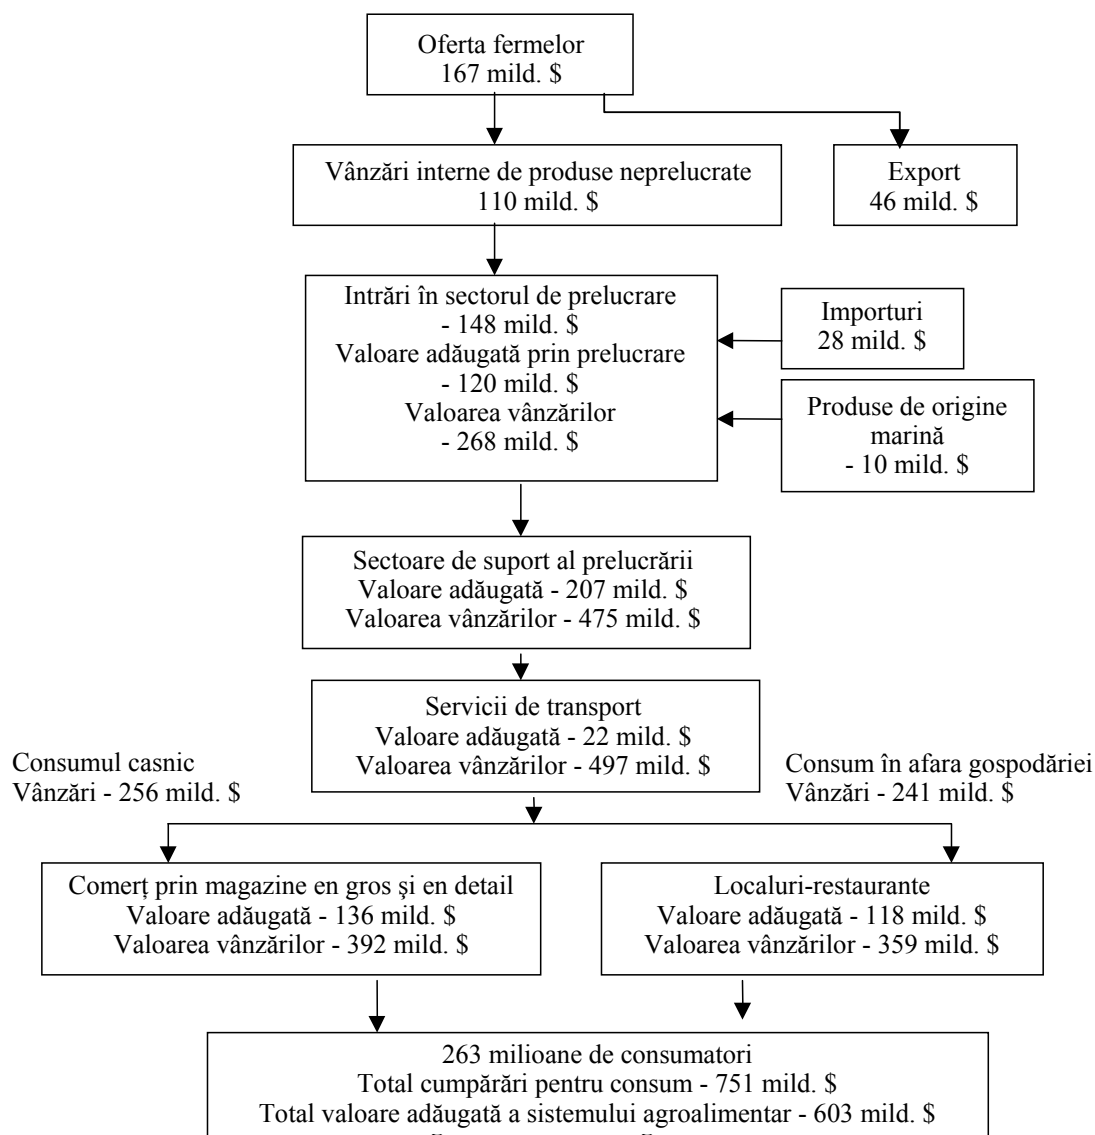 Oferta fermelor
167 mild. $
Vânzări interne de produse neprelucrate
110 mild. $
Export
46 mild. $
Intrări în sectorul de prelucrare
- 148 mild. $
Valoare adăugată prin prelucrare
- 120 mild. $
Valoarea vânzărilor
- 268 mild. $
Importuri
28 mild. $
Produse de origine
marină
- 10 mild. $
Sectoare de suport al prelucrării
Valoare adăugată - 207 mild. $
Valoarea vânzărilor - 475 mild. $
Servicii de transport
Valoare adăugată - 22 mild. $
Valoarea vânzărilor - 497 mild. $
Consumul casnic
Vânzări - 256 mild. $
Consum în afara gospodăriei
Vânzări - 241 mild. $
Comerț prin magazine en gros şi en detail
Valoare adăugată - 136 mild. $
Valoarea vânzărilor - 392 mild. $
Localuri-restaurante
Valoare adăugată - 118 mild. $
Valoarea vânzărilor - 359 mild. $
263 milioane de consumatori
Total cumpărări pentru consum - 751 mild. $
Total valoare adăugată a sistemului agroalimentar - 603 mild. $